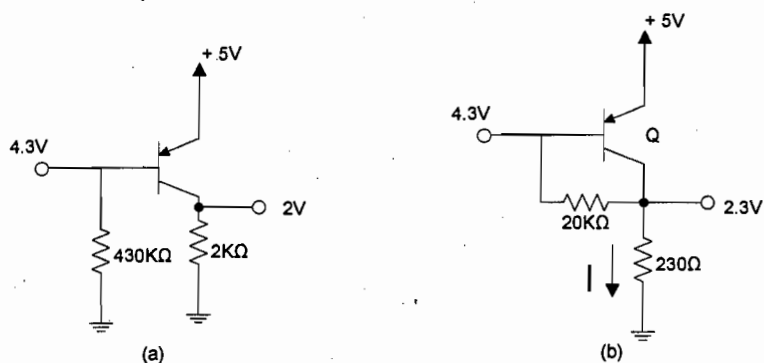 + .5V
4.3V
2V
430KΩ
2KΩ
(a)
+ 5V
4.3V
Q
20KΩ
2.3V
I
230Ω
(b)